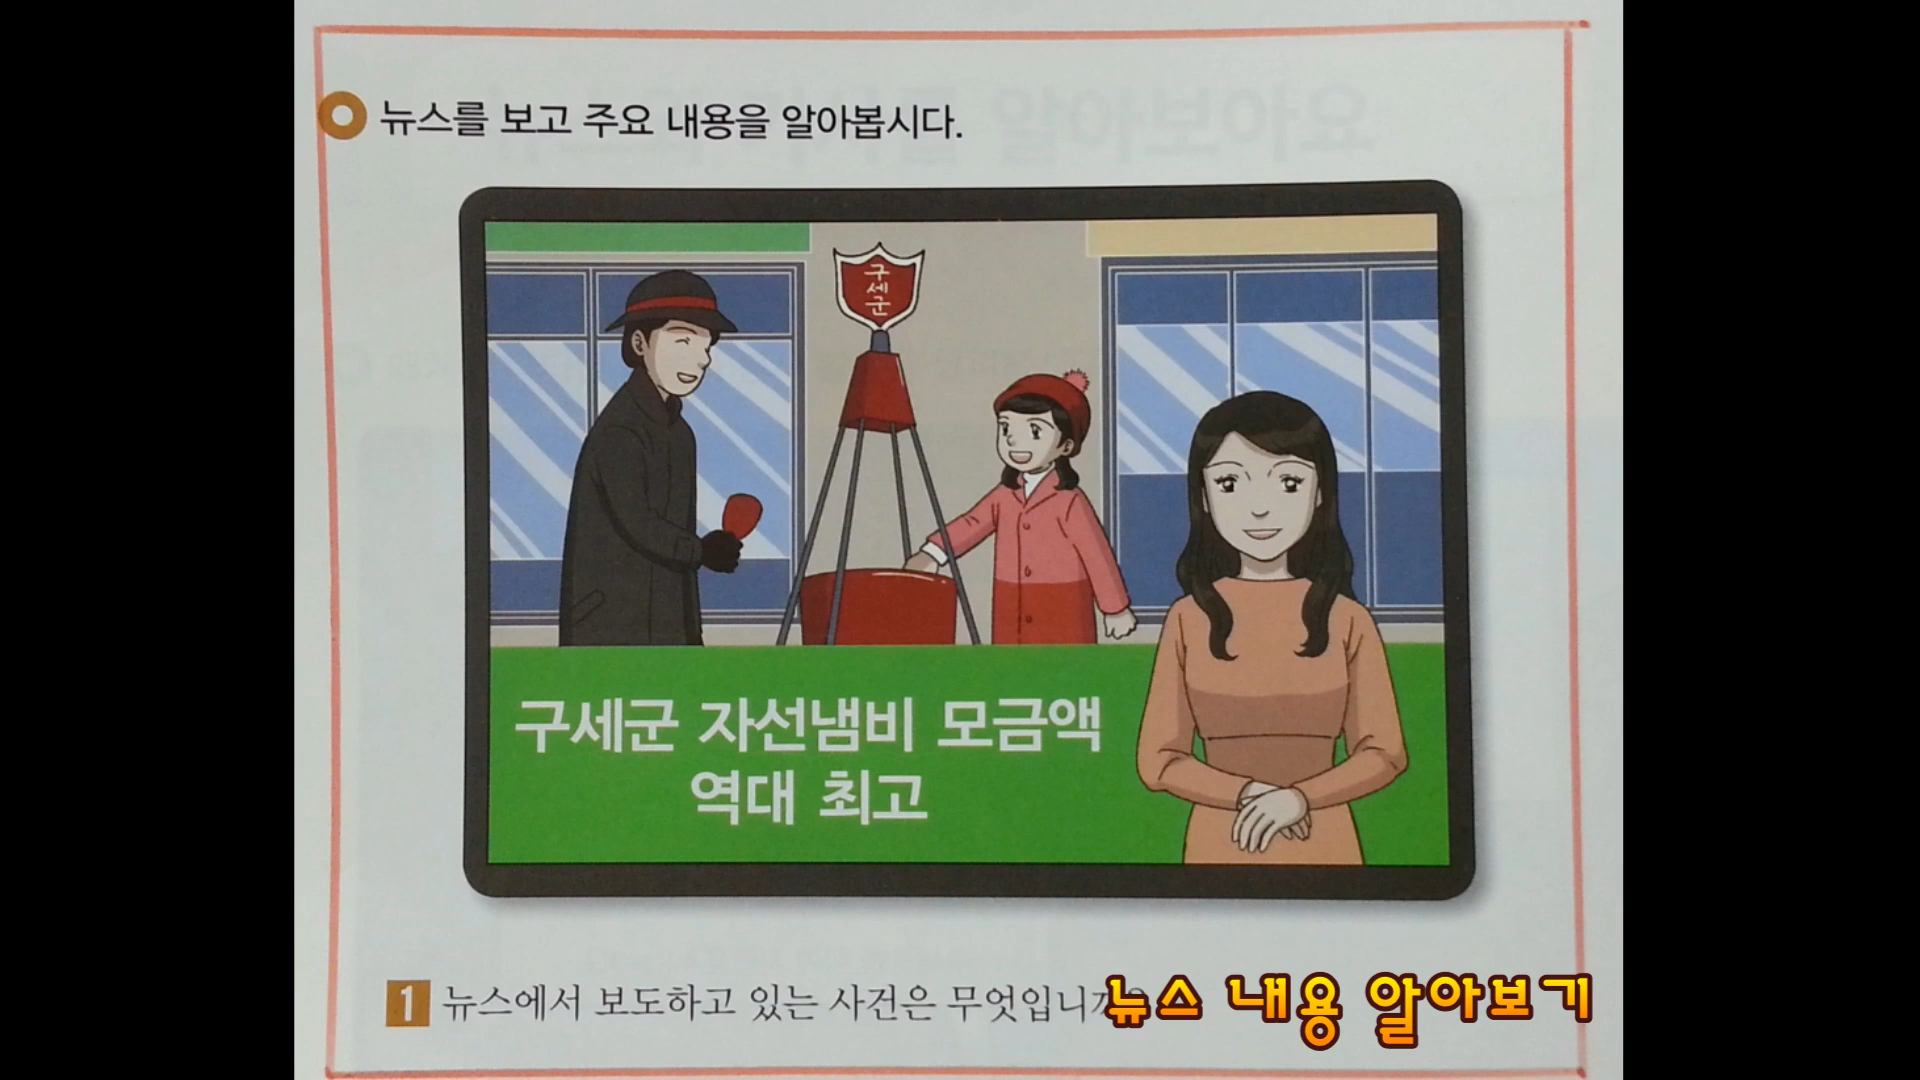 뉴스를 보고 주요 내용을 알아봅시다.
구
세
군
구세군 자선냄비 모금액
역대 최고
1 뉴스에서 보도하고 있는 사건은 무엇입니까?
뉴스 내용 알아보기